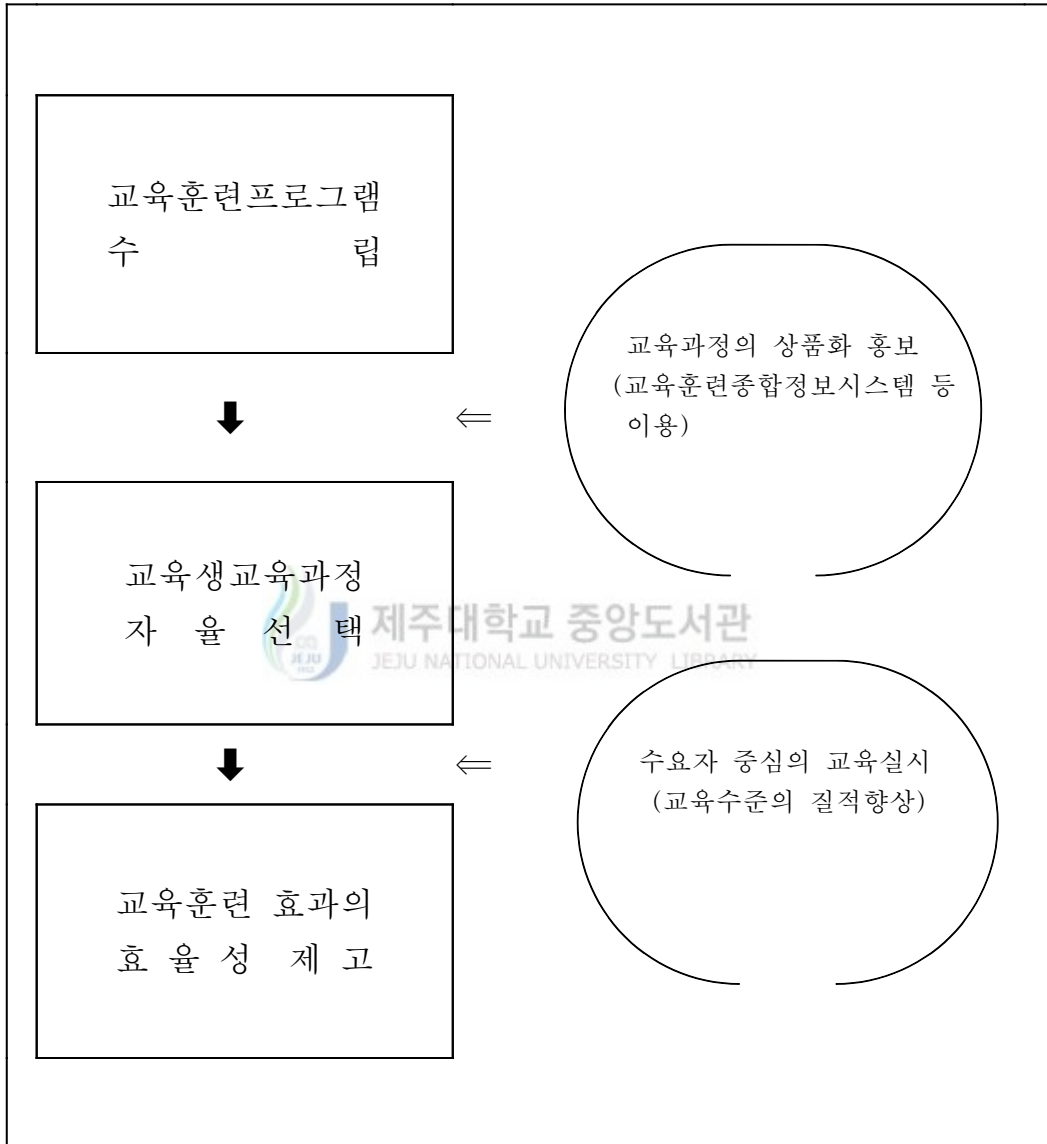 교육훈련프로그램
수 립
교육과정의 상품화 홍보
(교육훈련종합정보시스템 등
이용)
⬇ ⇐
교육생교육과정
자 율 선 택
제주대학교 중앙도서관
JEJU NATIONAL UNIVERSITY LIBRARY
JEJU
1952
수요자 중심의 교육실시
(교육수준의 질적향상)
⬇ ⇐
교육훈련 효과의
효 율 성 제 고